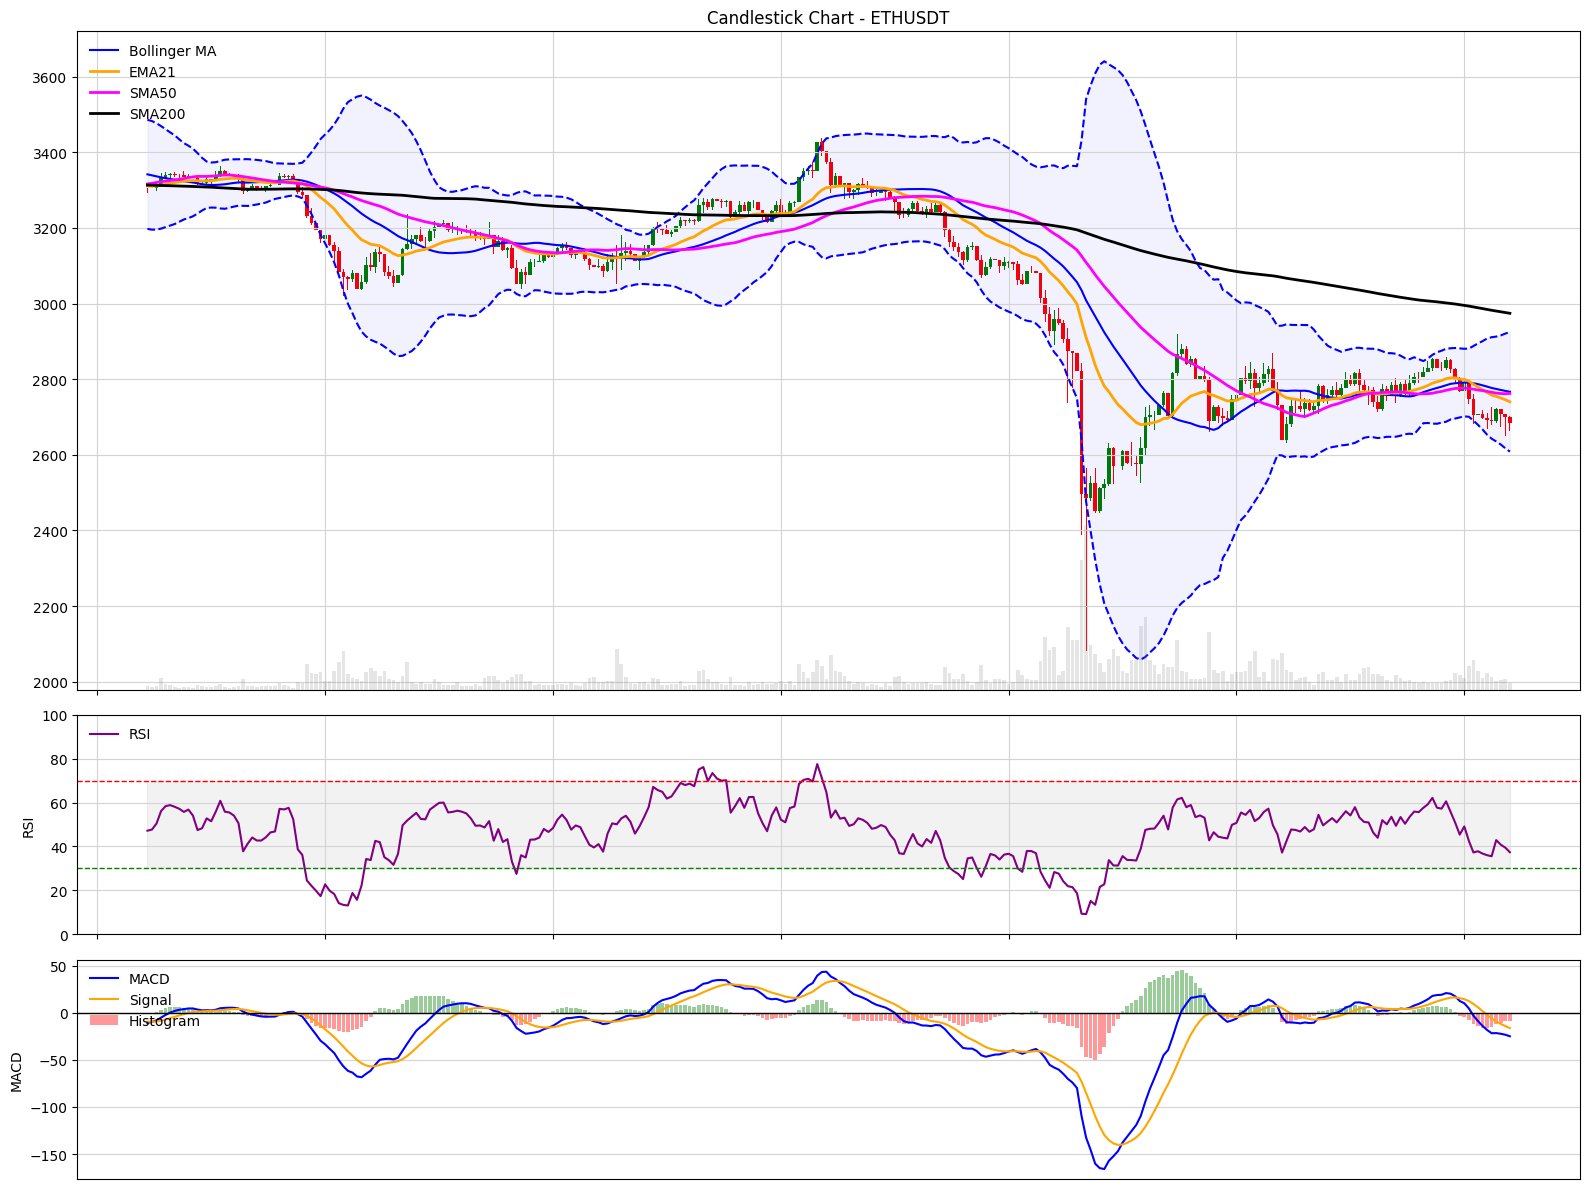 Candlestick Chart - ETHUSDT
Bollinger MA
EMA21
SMA50
SMA200
3600
3400
3200
3000
2800
2600
2400
2200
2000
RSI
100
80
60
40
20
0
RSI
MACD
Signal
Histogram
50
0
−50
−100
−150
MACD